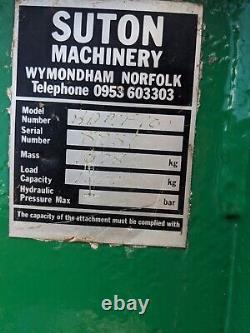 SUTON
MACHINERY
WYMONDHAM NORFOLK
Telephone 0953 603303
Model
Number
Serial
Number
Mass kg
Load
Capacity kg
Hydraulic
Pressure Max bar
The capacity of the attachment must be complied with
ebay